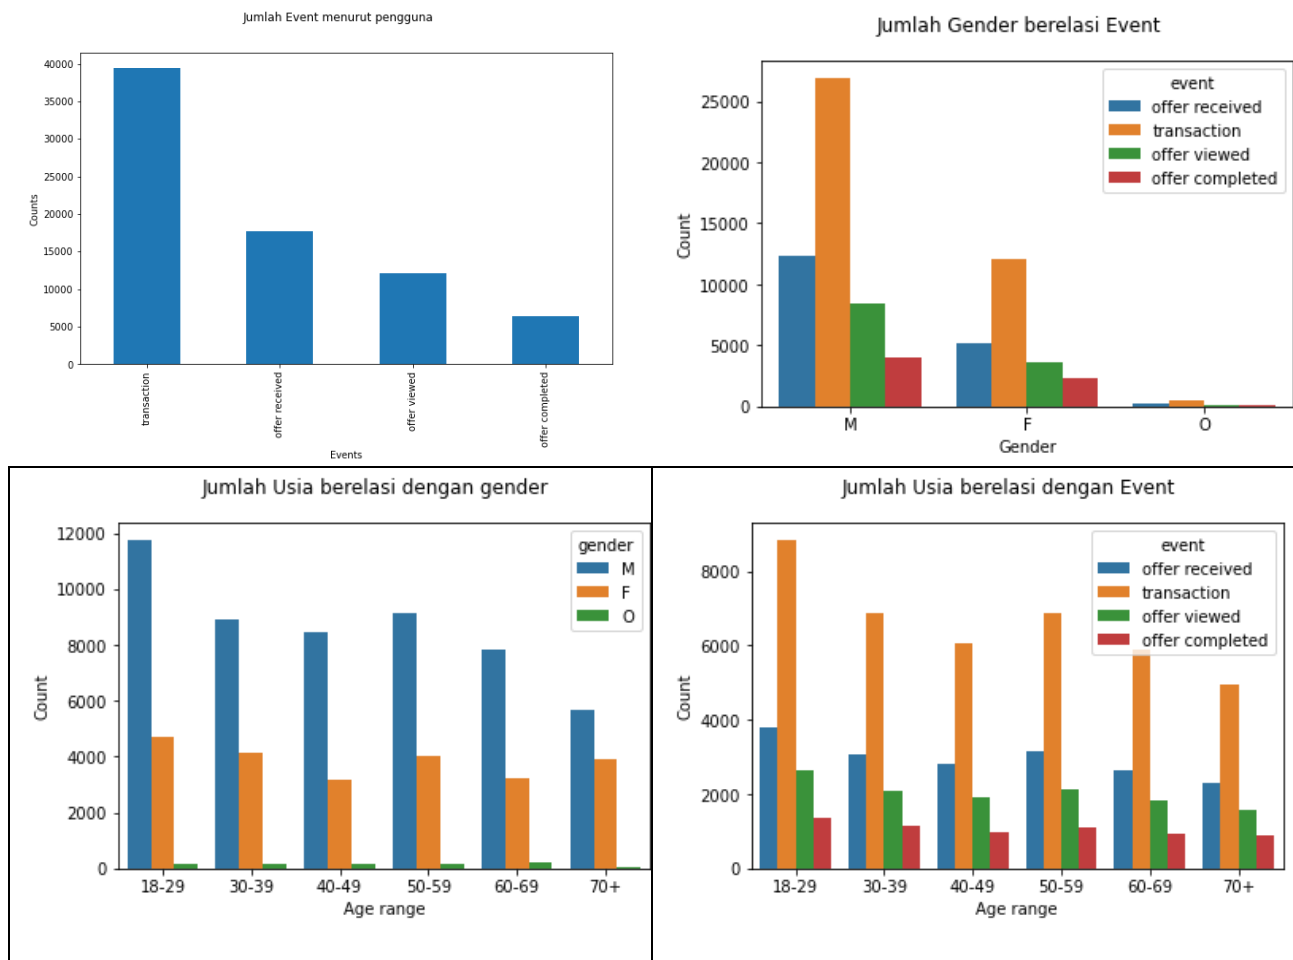 Jumlah Event menurut pengguna
40000
35000
30000
25000
20000
15000
10000
5000
0
Counts
transaction
offer received
offer viewed
offer completed
Events
Jumlah Gender berelasi Event
25000
20000
15000
10000
5000
0
Count
event
offer received
transaction
offer viewed
offer completed
M F O
Gender
Jumlah Usia berelasi dengan gender
12000
10000
8000
6000
4000
2000
0
Count
gender
M
F
O
18-29 30-39 40-49 50-59 60-69 70+
Age range
Jumlah Usia berelasi dengan Event
8000
6000
4000
2000
0
Count
event
offer received
transaction
offer viewed
offer completed
18-29 30-39 40-49 50-59 60-69 70+
Age range